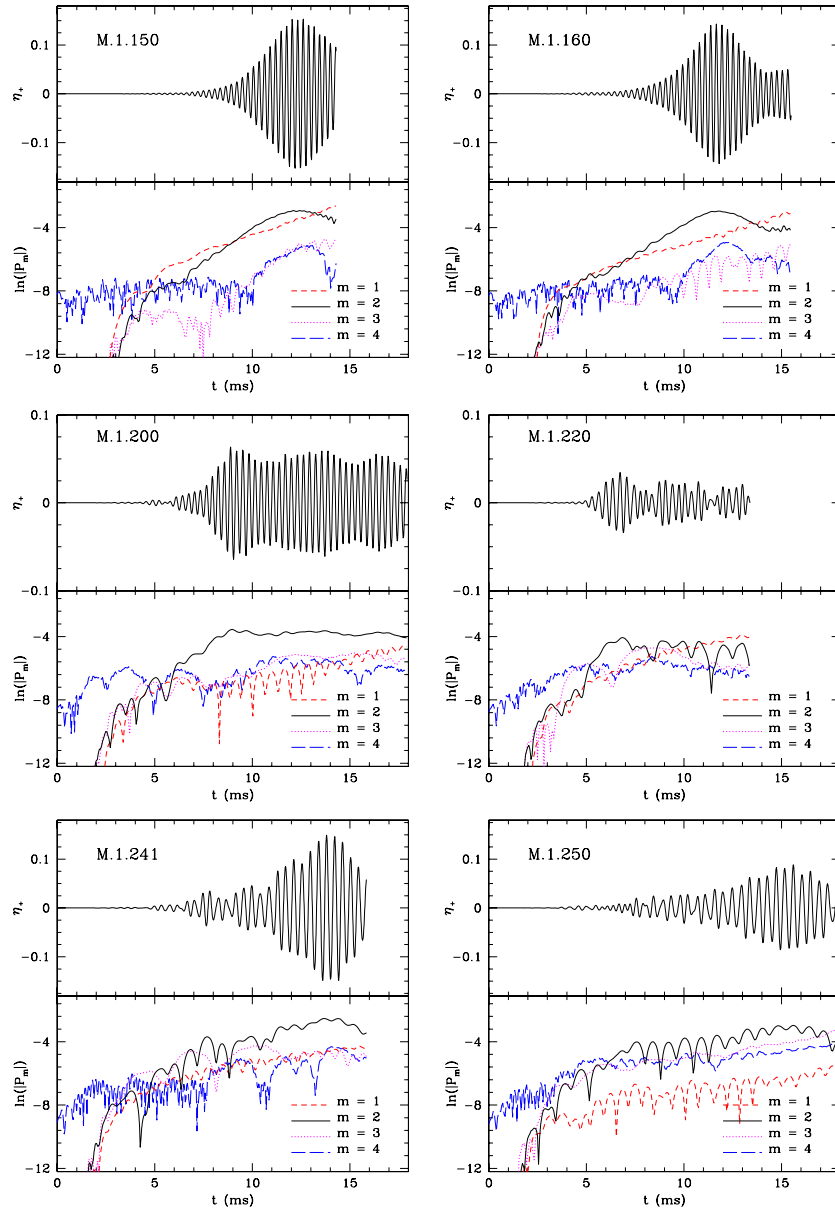 M.1.150
M.1.160
0.1
0
−0.1
η₊
0.1
0
−0.1
η₊
−4
−8
−12
ln(|Pₘ|)
m = 1
m = 2
m = 3
m = 4
−4
−8
−12
ln(|Pₘ|)
m = 1
m = 2
m = 3
m = 4
0 5 10 15
t (ms)
0 5 10 15
t (ms)
M.1.200
M.1.220
0.1
0
−0.1
η₊
0.1
0
−0.1
η₊
−4
−8
−12
ln(|Pₘ|)
m = 1
m = 2
m = 3
m = 4
−4
−8
−12
ln(|Pₘ|)
m = 1
m = 2
m = 3
m = 4
0 5 10 15
t (ms)
0 5 10 15
t (ms)
M.1.241
M.1.250
0.1
0
−0.1
η₊
0.1
0
−0.1
η₊
−4
−8
−12
ln(|Pₘ|)
m = 1
m = 2
m = 3
m = 4
−4
−8
−12
ln(|Pₘ|)
m = 1
m = 2
m = 3
m = 4
0 5 10 15
t (ms)
0 5 10 15
t (ms)